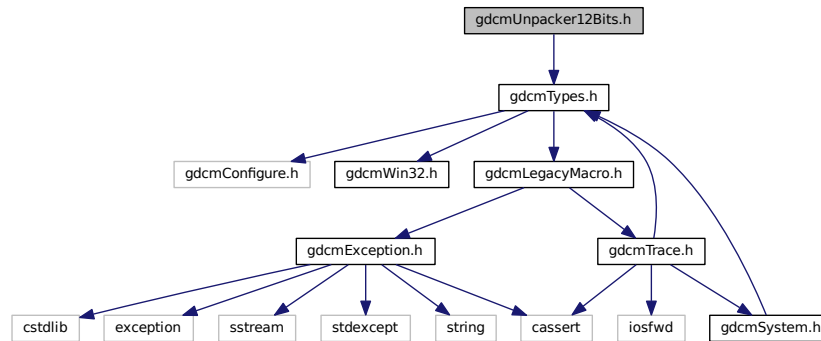 gdcmUnpacker12Bits.h
gdcmTypes.h
gdcmConfigure.h
gdcmWin32.h
gdcmLegacyMacro.h
gdcmException.h
gdcmTrace.h
cstdlib
exception
sstream
stdexcept
string
cassert
iosfwd
gdcmSystem.h